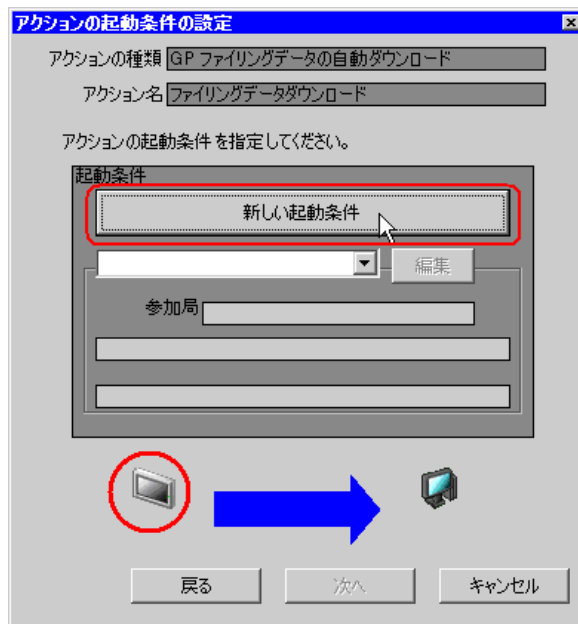 アクションの起動条件の設定
アクションの種類 GP ファイリングデータの自動ダウンロード
アクション名 ファイリングデータダウンロード
アクションの起動条件 を指定してください。
起動条件
新しい起動条件
編集
参加局
戻る 次へ キャンセル